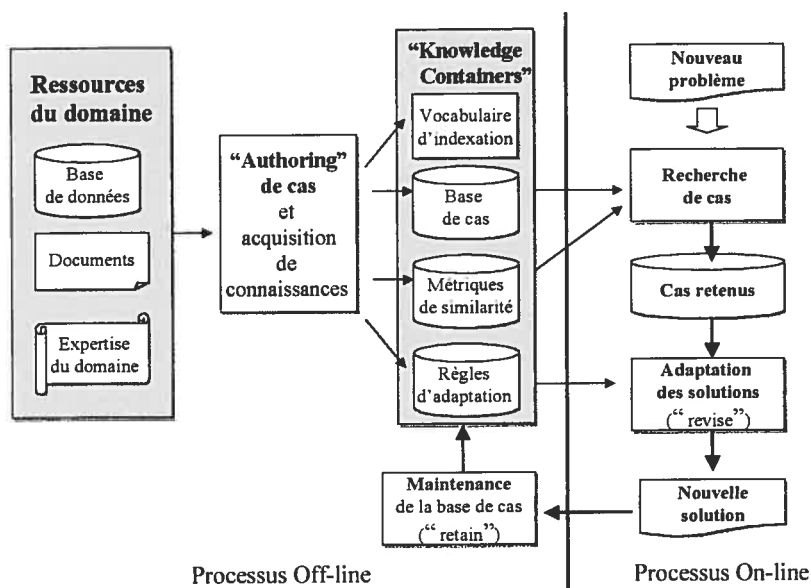 Ressources
du domaine
Base
de données
Documents
Expertise
du domaine
“Authoring”
de cas
et
acquisition
de
connaissances
“Knowledge
Containers”
Vocabulaire
d’indexation
Base
de cas
Métriques
de similarité
Règles
d’adaptation
Maintenance
de la base de cas
(“ retain”)
Nouveau
problème
Recherche
de cas
Cas retenus
Adaptation
des solutions
(“ revise”)
Nouvelle
solution
Processus Off-line
Processus On-line